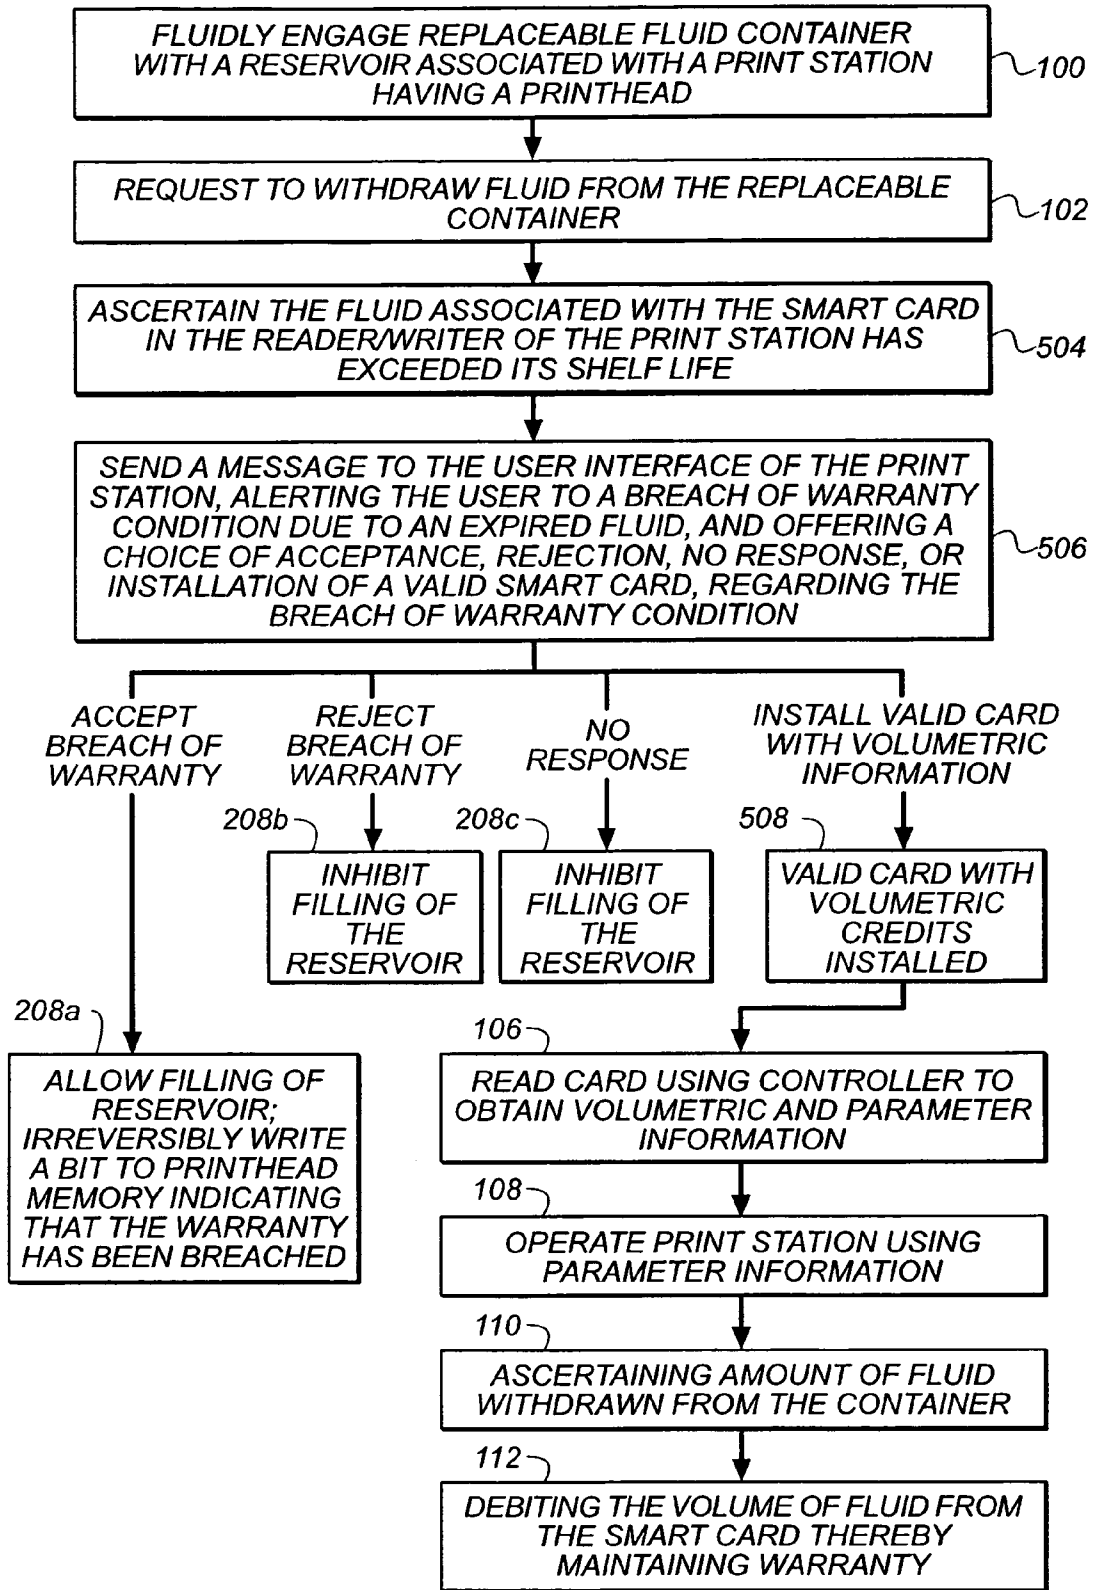 FLUIDLY ENGAGE REPLACEABLE FLUID CONTAINER
WITH A RESERVOIR ASSOCIATED WITH A PRINT STATION
HAVING A PRINTHEAD
100
REQUEST TO WITHDRAW FLUID FROM THE REPLACEABLE
CONTAINER
102
ASCERTAIN THE FLUID ASSOCIATED WITH THE SMART CARD
IN THE READER/WRITER OF THE PRINT STATION HAS
EXCEEDED ITS SHELF LIFE
504
SEND A MESSAGE TO THE USER INTERFACE OF THE PRINT
STATION, ALERTING THE USER TO A BREACH OF WARRANTY
CONDITION DUE TO AN EXPIRED FLUID, AND OFFERING A
CHOICE OF ACCEPTANCE, REJECTION, NO RESPONSE, OR
INSTALLATION OF A VALID SMART CARD, REGARDING THE
BREACH OF WARRANTY CONDITION
506
ACCEPT
BREACH OF
WARRANTY
REJECT
BREACH OF
WARRANTY
NO
RESPONSE
INSTALL VALID CARD
WITH VOLUMETRIC
INFORMATION
208b
INHIBIT
FILLING OF
THE
RESERVOIR
208c
INHIBIT
FILLING OF
THE
RESERVOIR
508
VALID CARD WITH
VOLUMETRIC
CREDITS
INSTALLED
208a
ALLOW FILLING OF
RESERVOIR;
IRREVERSIBLY WRITE
A BIT TO PRINTHEAD
MEMORY INDICATING
THAT THE WARRANTY
HAS BEEN BREACHED
106
READ CARD USING CONTROLLER TO
OBTAIN VOLUMETRIC AND PARAMETER
INFORMATION
108
OPERATE PRINT STATION USING
PARAMETER INFORMATION
110
ASCERTAINING AMOUNT OF FLUID
WITHDRAWN FROM THE CONTAINER
112
DEBITING THE VOLUME OF FLUID FROM
THE SMART CARD THEREBY
MAINTAINING WARRANTY